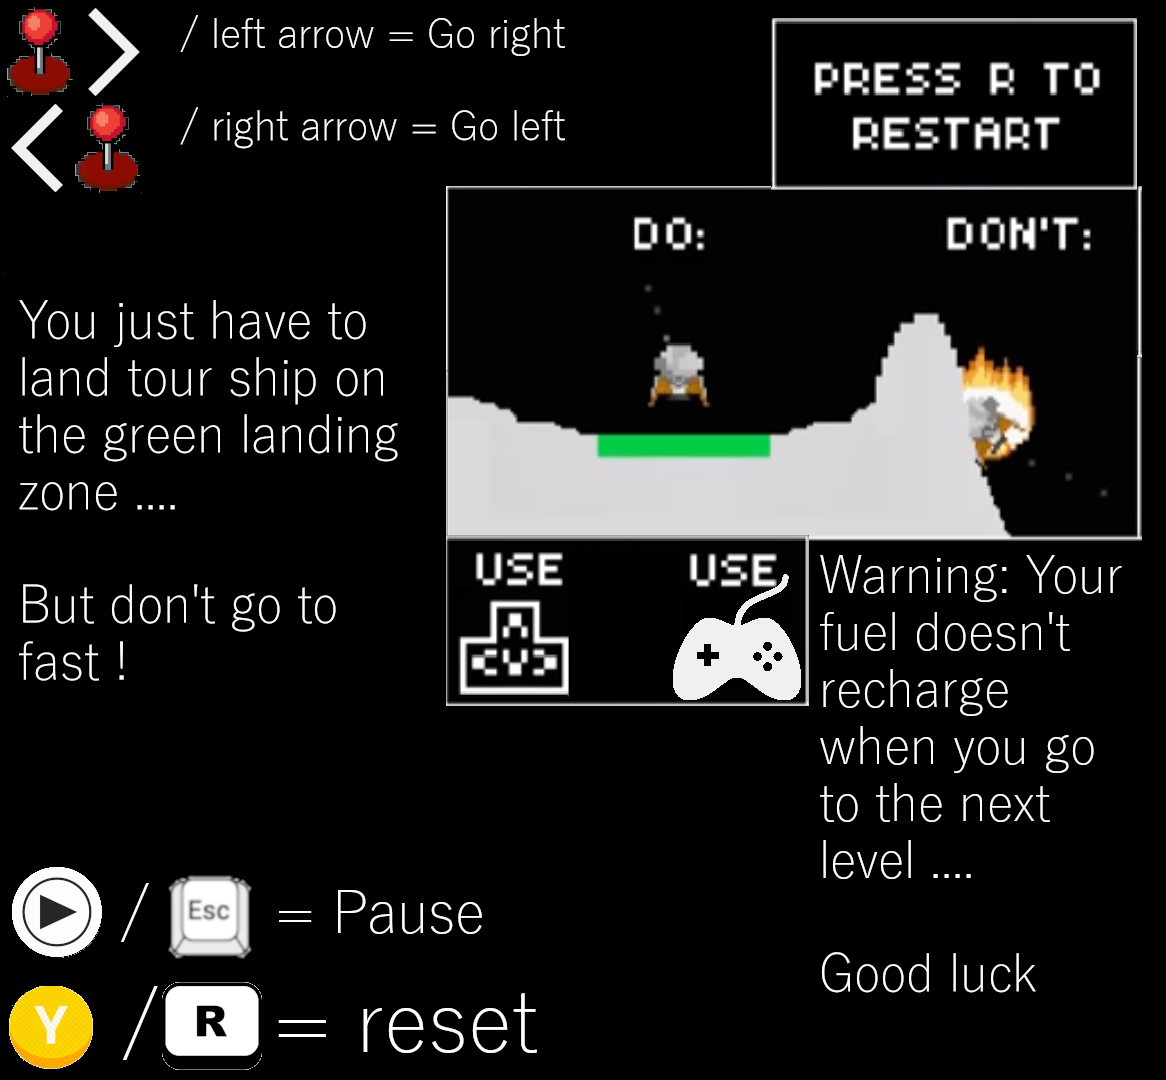 / left arrow = Go right
/ right arrow = Go left
PRESS R TO
RESTART
DO:
DON'T:
You just have to
land tour ship on
the green landing
zone ....
But don't go to
fast !
USE
USE
Warning: Your
fuel doesn't
recharge
when you go
to the next
level ....
Good luck
/ Esc = Pause
Y / R = reset